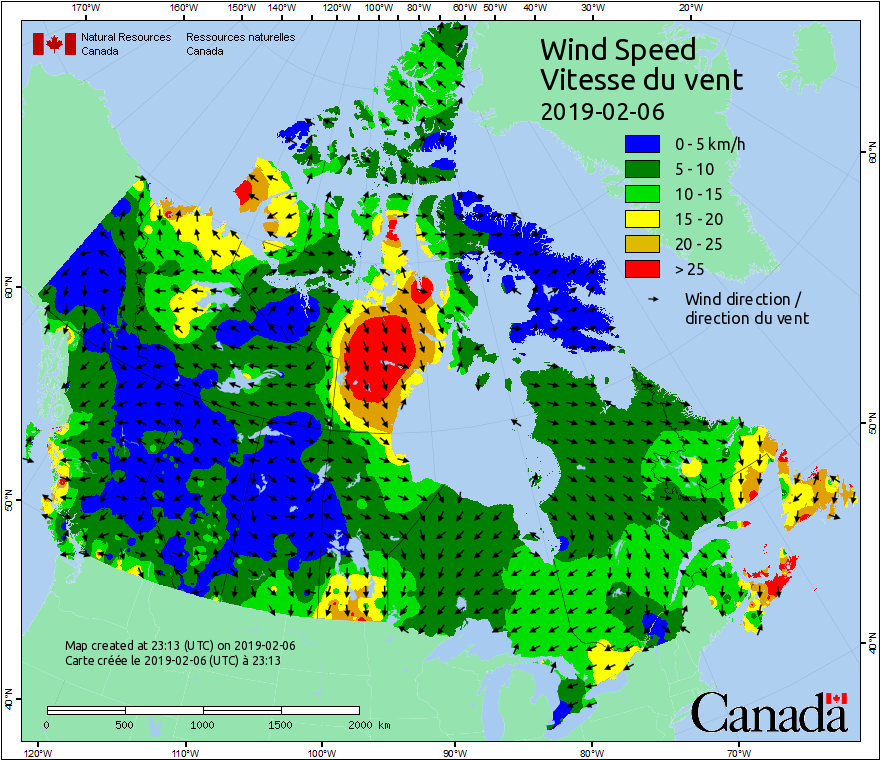 170°W 160°W 150°W 140°W 120°W 100°W 80°W 60°W 50°W 40°W 30°W 20°W
Natural Resources Ressources naturelles
Canada Canada
Wind Speed
Vitesse du vent
2019-02-06
0 - 5 km/h
5 - 10
10 - 15
15 - 20
20 - 25
> 25
Wind direction /
direction du vent
60°N
60°N
50°N
50°N
40°N
40°N
Map created at 23:13 (UTC) on 2019-02-06
Carte créée le 2019-02-06 (UTC) à 23:13
0 500 1000 1500 2000 km
Canada
120°W 110°W 100°W 90°W 80°W 70°W